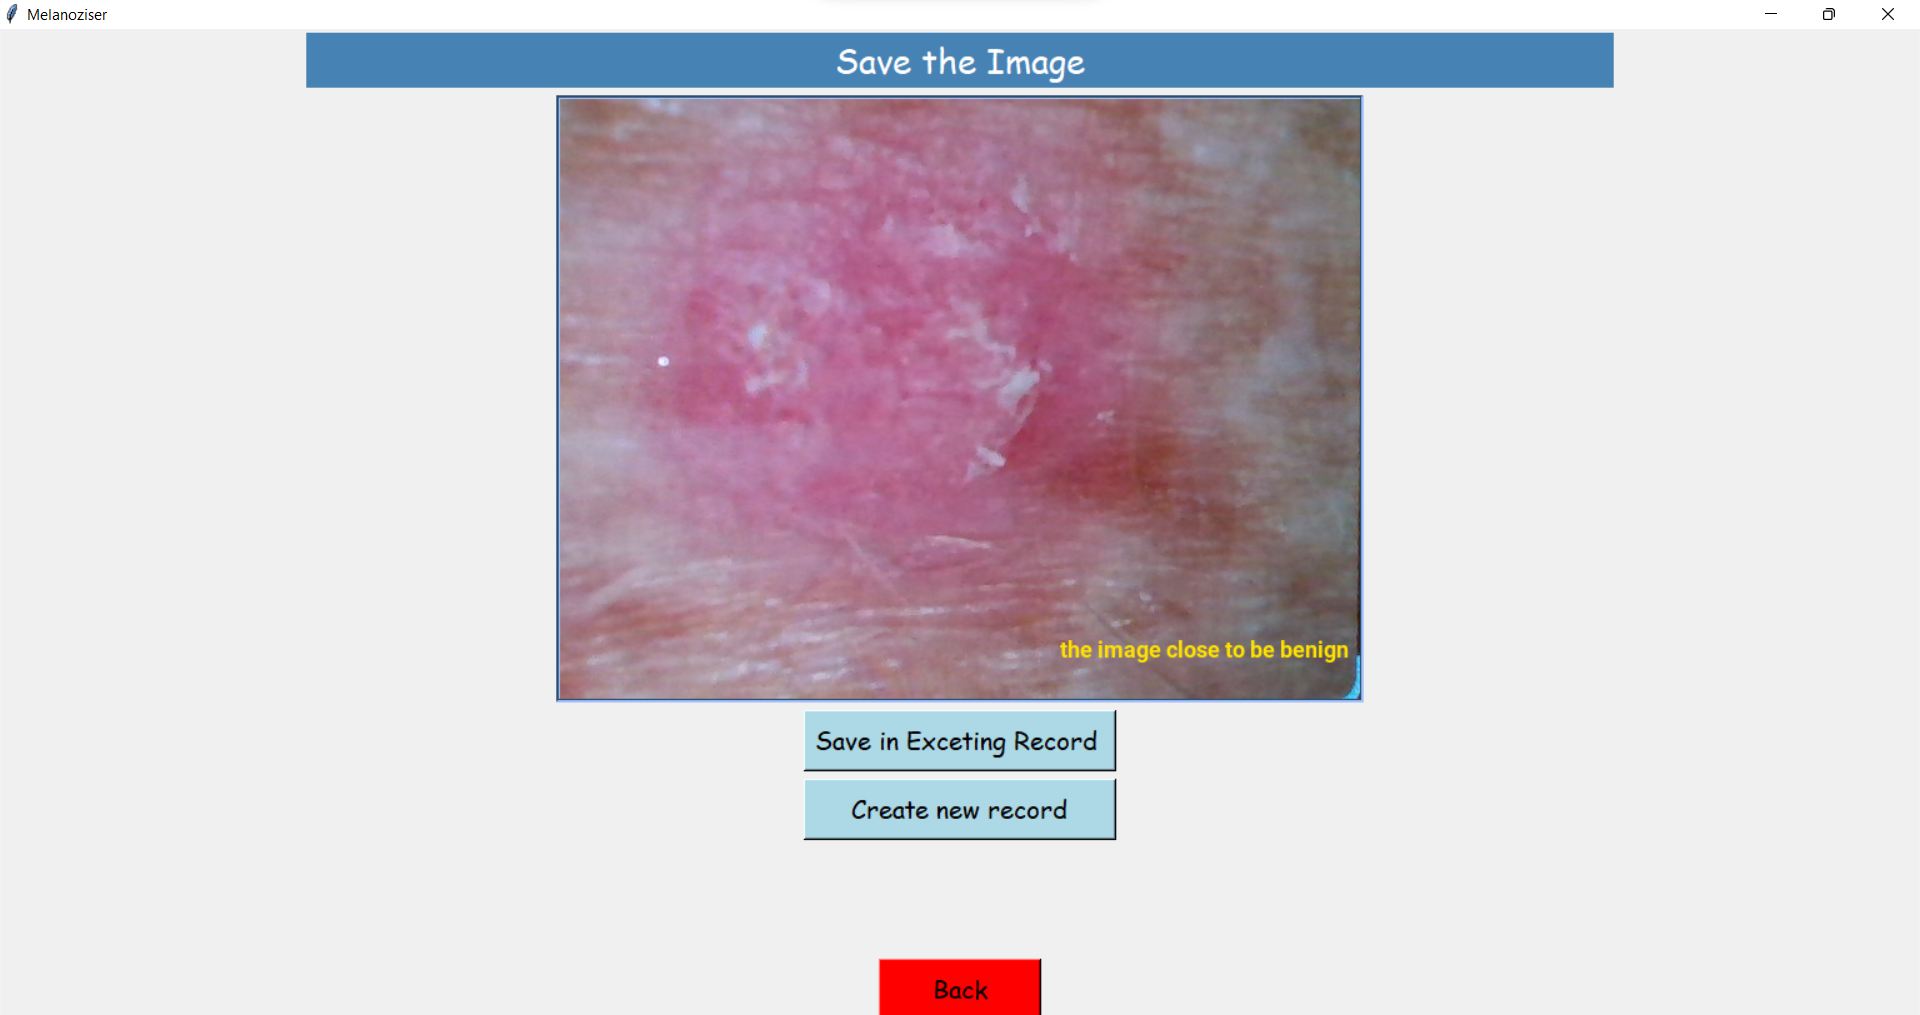 Melanoziser
Save the Image
the image close to be benign
Save in Exceting Record
Create new record
Back